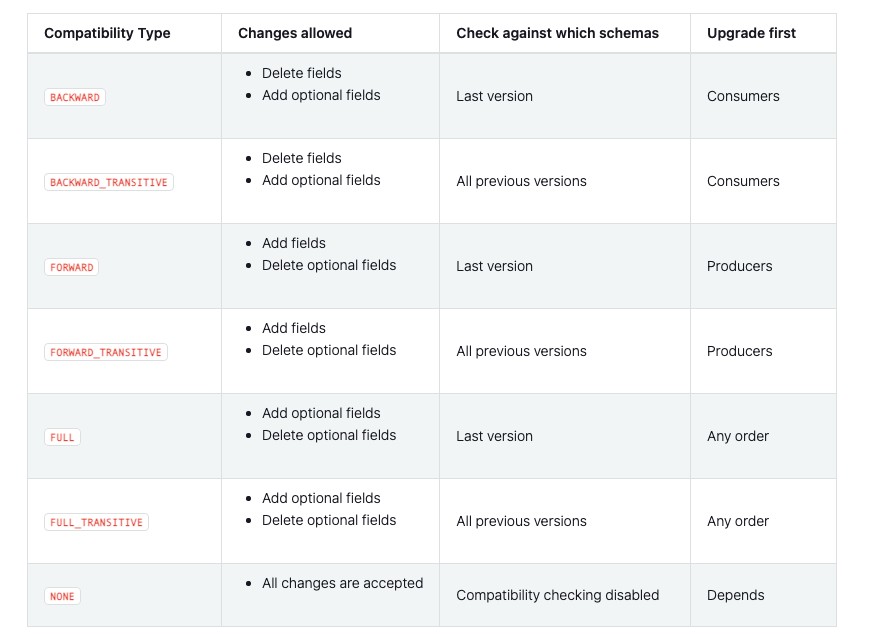 Compatibility Type Changes allowed Check against which schemas Upgrade first
BACKWARD
Delete fields
Add optional fields
Last version
Consumers
BACKWARD_TRANSITIVE
Delete fields
Add optional fields
All previous versions
Consumers
FORWARD
Add fields
Delete optional fields
Last version
Producers
FORWARD_TRANSITIVE
Add fields
Delete optional fields
All previous versions
Producers
FULL
Add optional fields
Delete optional fields
Last version
Any order
FULL_TRANSITIVE
Add optional fields
Delete optional fields
All previous versions
Any order
NONE
All changes are accepted
Compatibility checking disabled
Depends